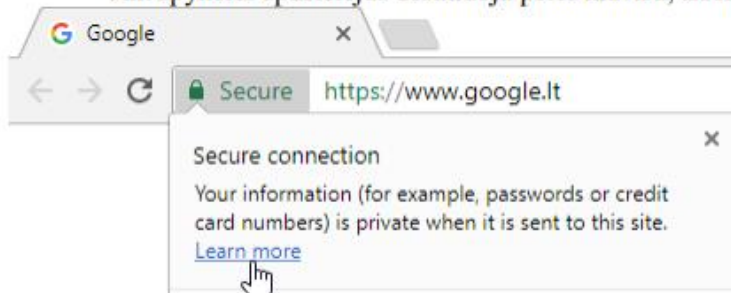 Google
Secure https://www.google.lt
Secure connection
Your information (for example, passwords or credit
card numbers) is private when it is sent to this site.
Learn more